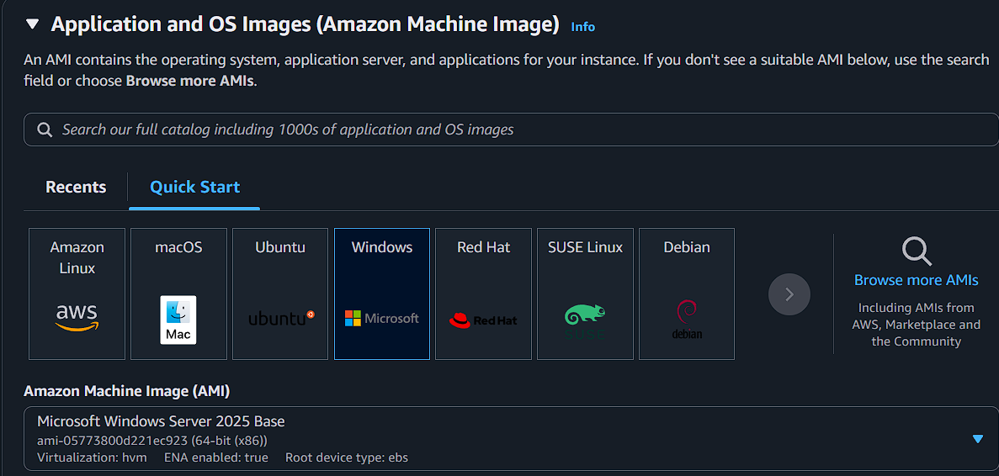 Application and OS Images (Amazon Machine Image) Info
An AMI contains the operating system, application server, and applications for your instance. If you don't see a suitable AMI below, use the search
field or choose Browse more AMIs.
Search our full catalog including 1000s of application and OS images
Recents
Quick Start
Amazon
Linux
aws
macOS
Mac
Ubuntu
ubuntu
Windows
Microsoft
Red Hat
Red Hat
SUSE Linux
SUSE
Debian
debian
Browse more AMIs
Including AMIs from
AWS, Marketplace and
the Community
Amazon Machine Image (AMI)
Microsoft Windows Server 2025 Base
ami-05773800d221ec923 (64-bit (x86))
Virtualization: hvm ENA enabled: true Root device type: ebs